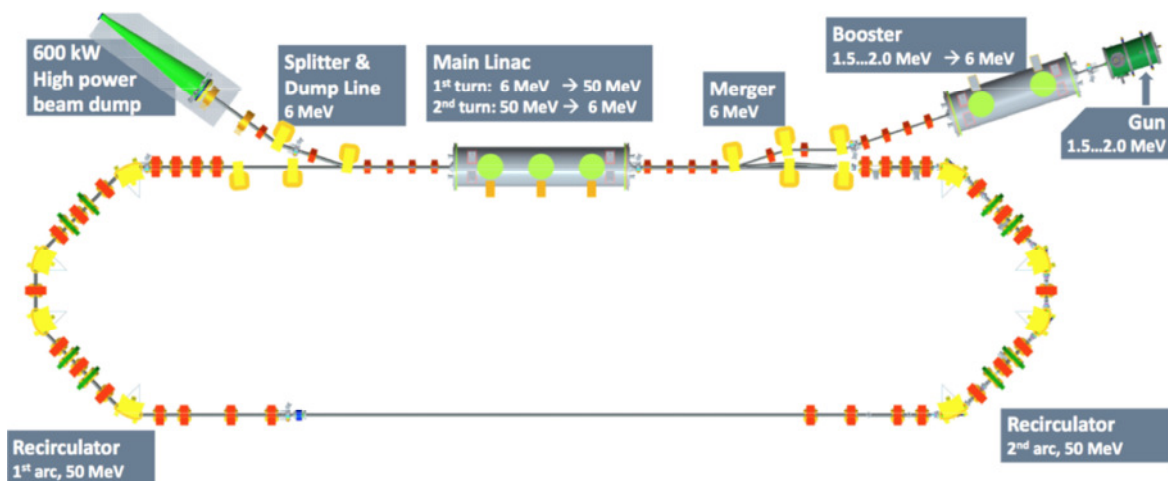 600 kW
High power
beam dump
Splitter &
Dump Line
6 MeV
Main Linac
1st turn: 6 MeV → 50 MeV
2nd turn: 50 MeV → 6 MeV
Merger
6 MeV
Booster
1.5...2.0 MeV → 6 MeV
Gun
1.5...2.0 MeV
Recirculator
1st arc, 50 MeV
Recirculator
2nd arc, 50 MeV